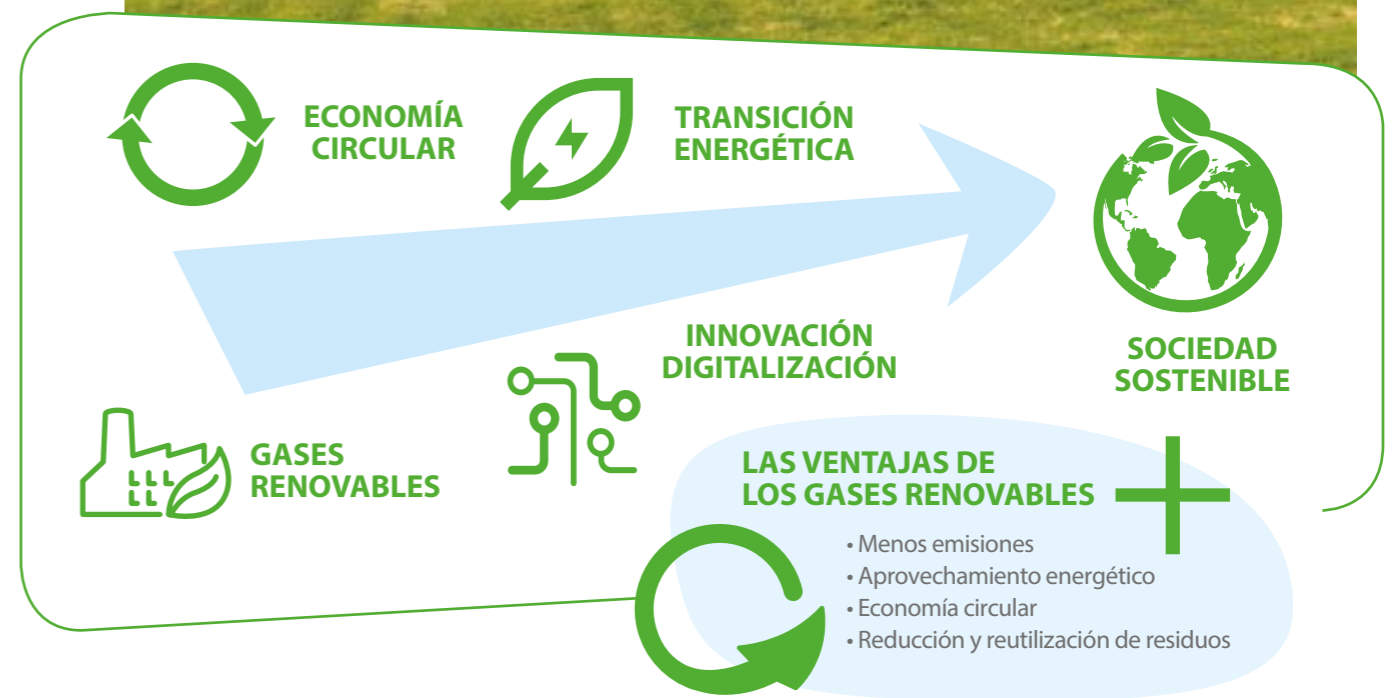 ECONOMÍA
CIRCULAR
TRANSICIÓN
ENERGÉTICA
INNOVACIÓN
DIGITALIZACIÓN
SOCIEDAD
SOSTENIBLE
GASES
RENOVABLES
LAS VENTAJAS DE
LOS GASES RENOVABLES
• Menos emisiones
• Aprovechamiento energético
• Economía circular
• Reducción y reutilización de residuos